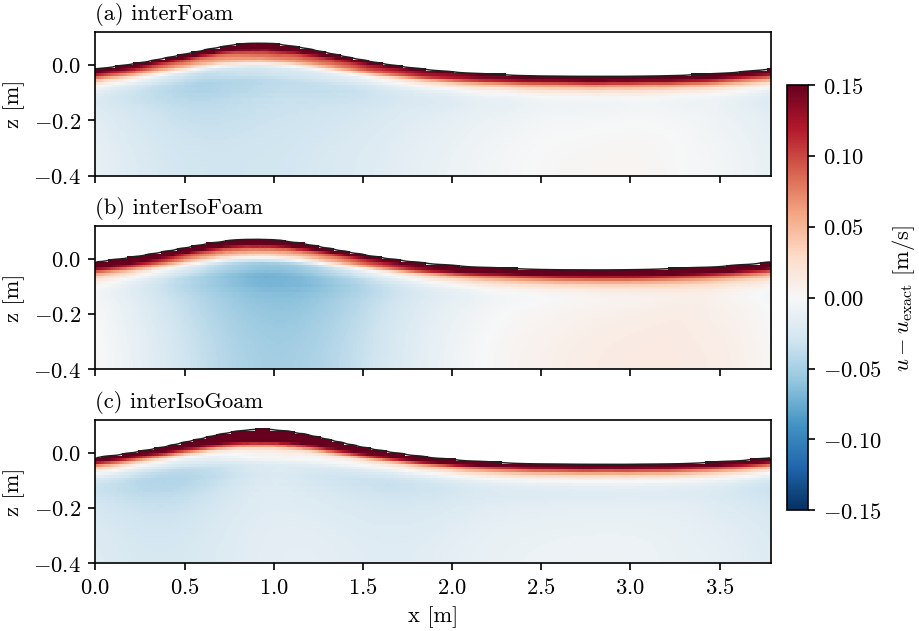 (a) interFoam
0.0
−0.2
−0.4
z [m]
(b) interIsoFoam
0.0
−0.2
−0.4
z [m]
(c) interIsoGoam
0.0
−0.2
−0.4
z [m]
0.0 0.5 1.0 1.5 2.0 2.5 3.0 3.5
x [m]
0.15
0.10
0.05
0.00
−0.05
−0.10
−0.15
u − uexact [m/s]